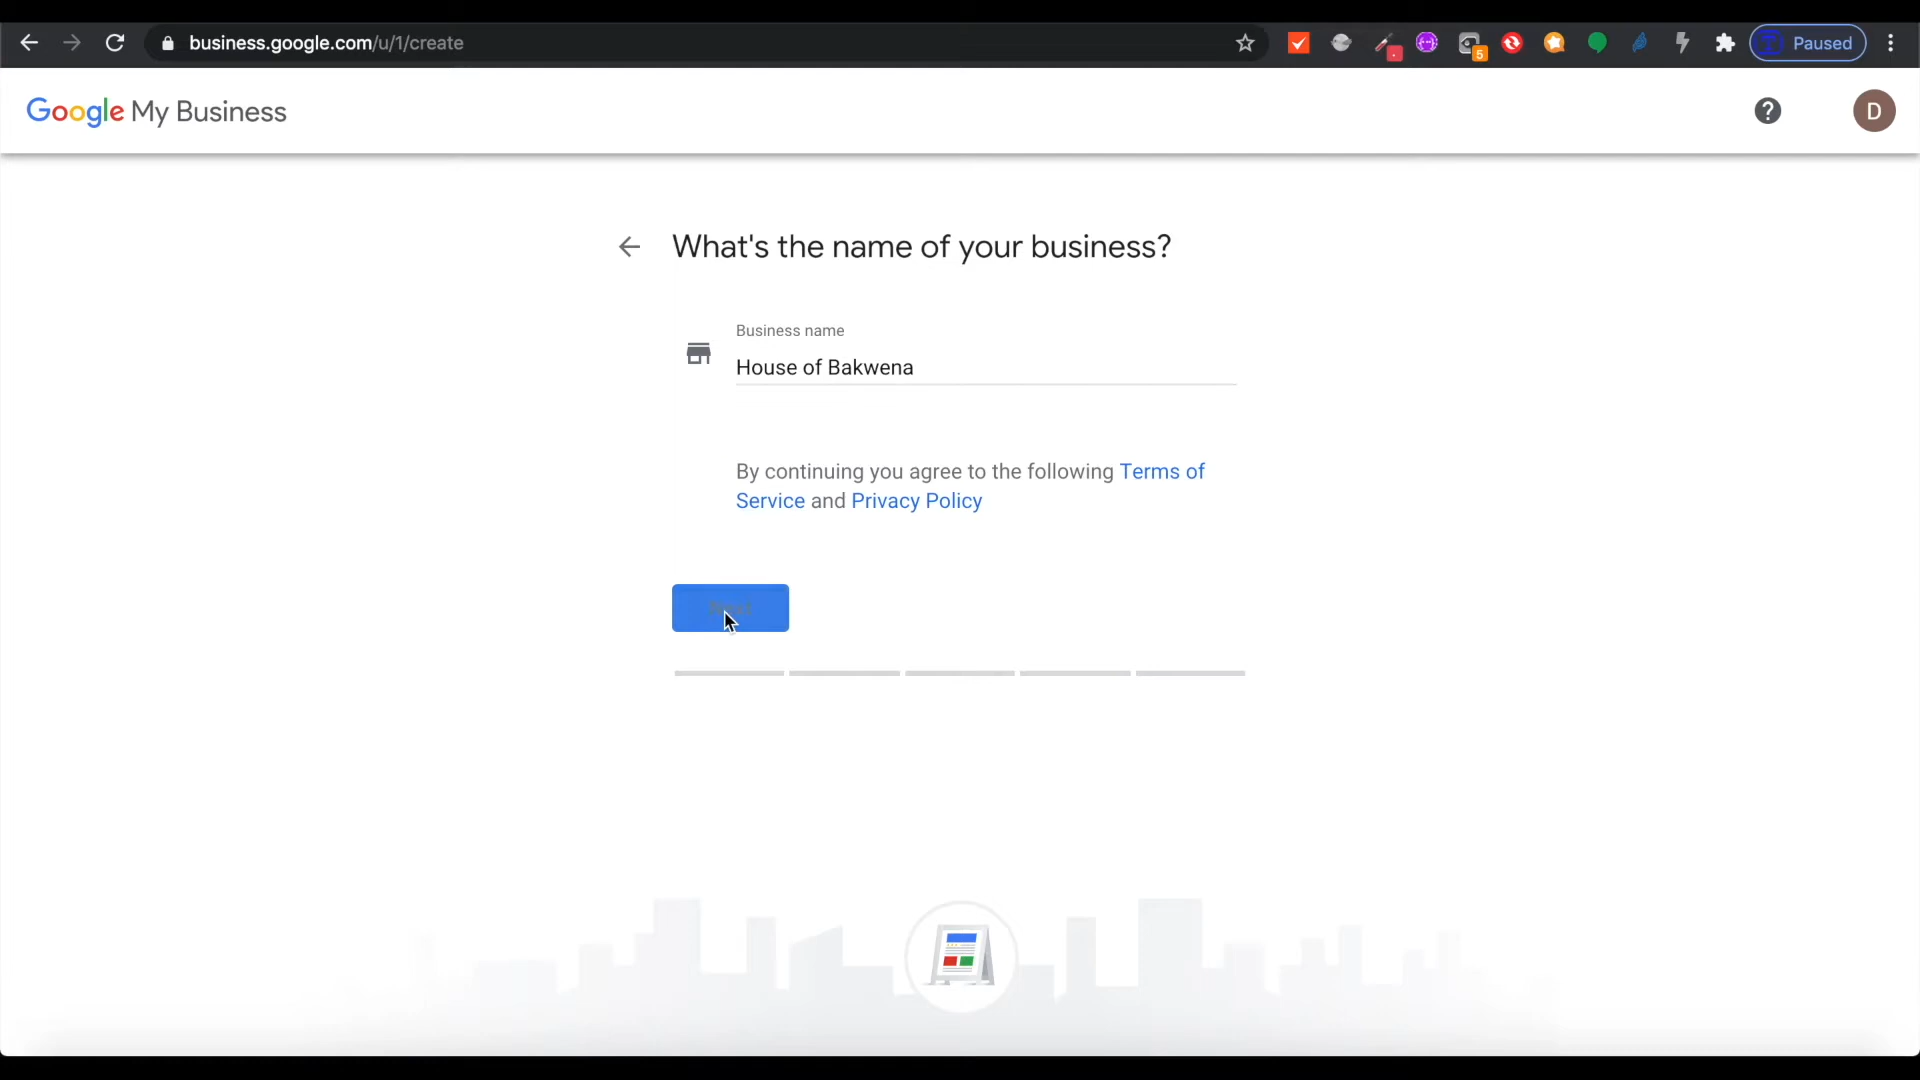 business.google.com/u/1/create
5
Paused
Google My Business
?
D
What's the name of your business?
Business name
House of Bakwena
By continuing you agree to the following Terms of
Service and Privacy Policy